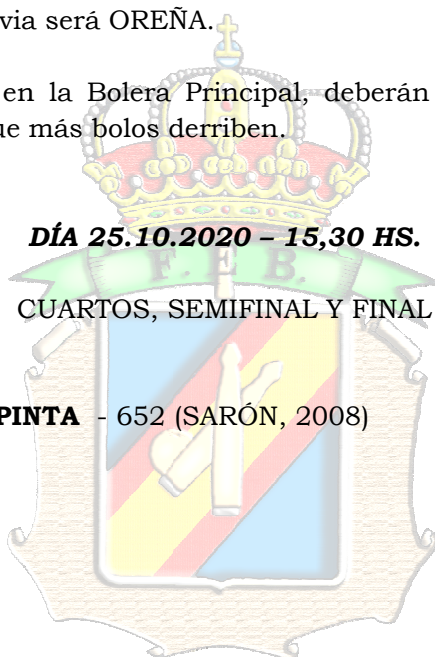 via será OREÑA.
en la Bolera Principal, deberán
ue más bolos derriben.
DÍA 25.10.2020 – 15,30 HS.
F. E. B.
CUARTOS, SEMIFINAL Y FINAL
PINTA - 652 (SARÓN, 2008)